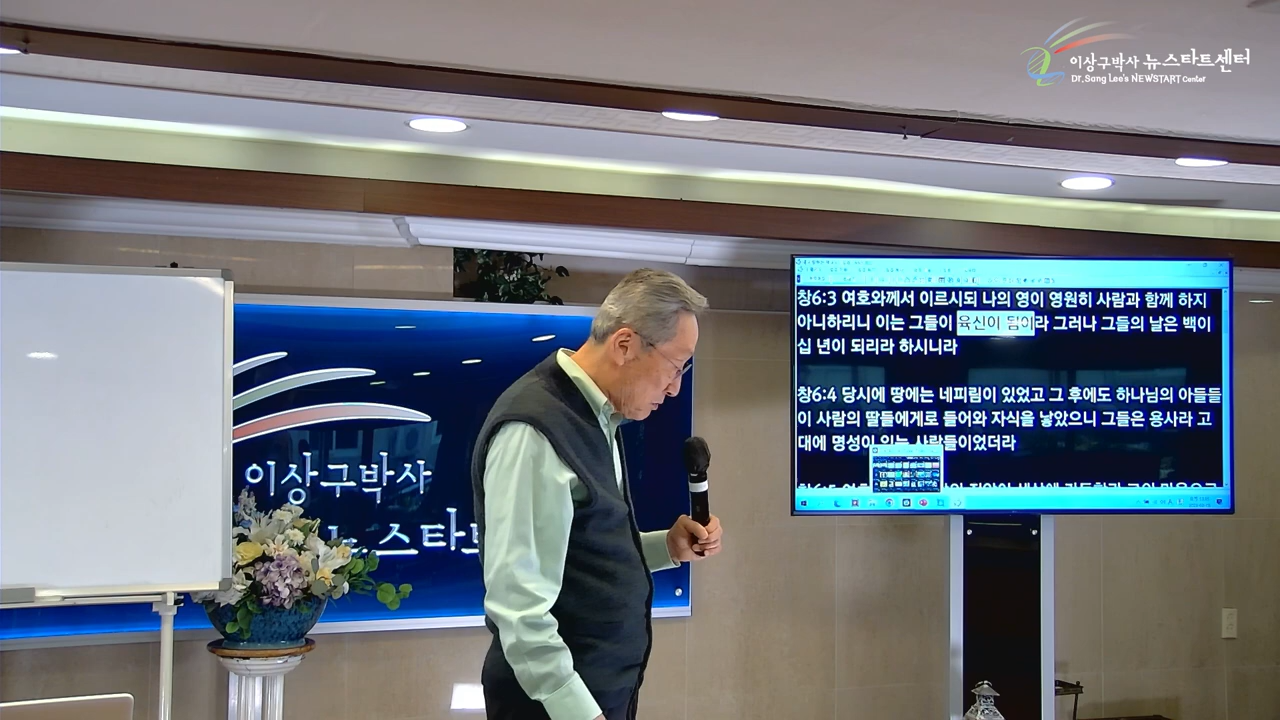 이상구박사 뉴스타트센터
Dr. Sang Lee's NEWSTART Center
이상구박사
뉴스타트
창6:3 여호와께서 이르시되 나의 영이 영원히 사람과 함께 하지
아니하리니 이는 그들이 육신이 됨이라 그러나 그들의 날은 백이
십 년이 되리라 하시니라
창6:4 당시에 땅에는 네피림이 있었고 그 후에도 하나님의 아들들
이 사람의 딸들에게로 들어와 자식을 낳았으니 그들은 용사라 고
대에 명성이 있는 사람들이었더라